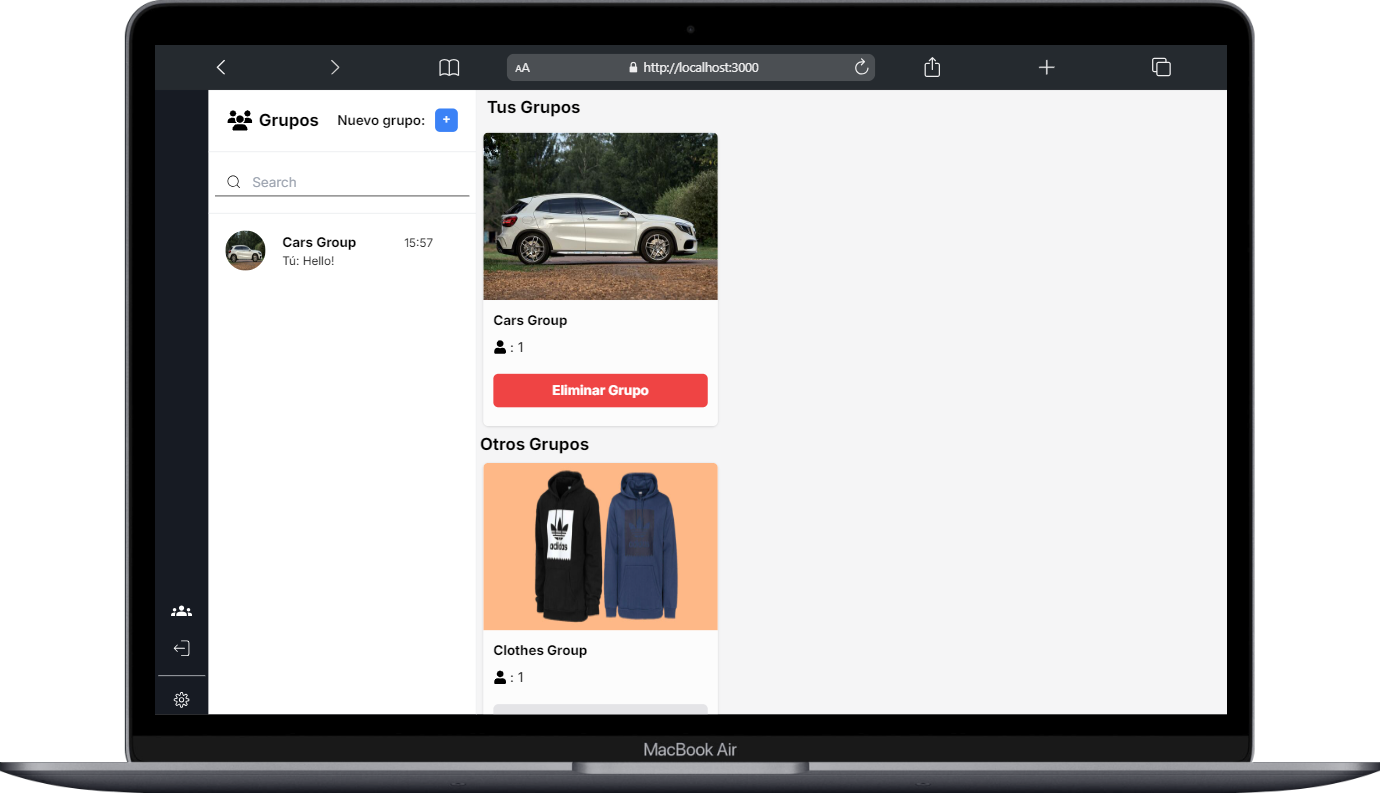 AA
http://localhost:3000
Grupos
Nuevo grupo: +
Search
Cars Group 15:57
Tú: Hello!
Tus Grupos
Cars Group
: 1
Eliminar Grupo
Otros Grupos
adidas
Clothes Group
: 1
MacBook Air